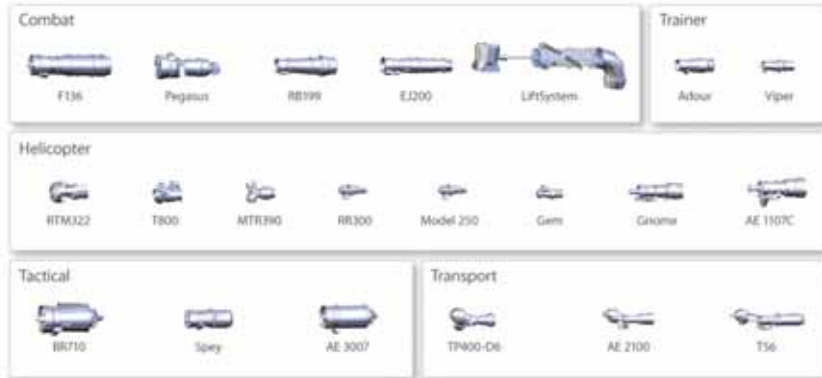 Combat
F136 Pegasus RB199 EJ200 LiftSystem
Trainer
Adour Viper
Helicopter
RTM322 T800 MTR390 RR300 Model 250 Gem Gnome AE 1107C
Tactical
BR710 Spey AE 3007
Transport
TP400-D6 AE 2100 T56